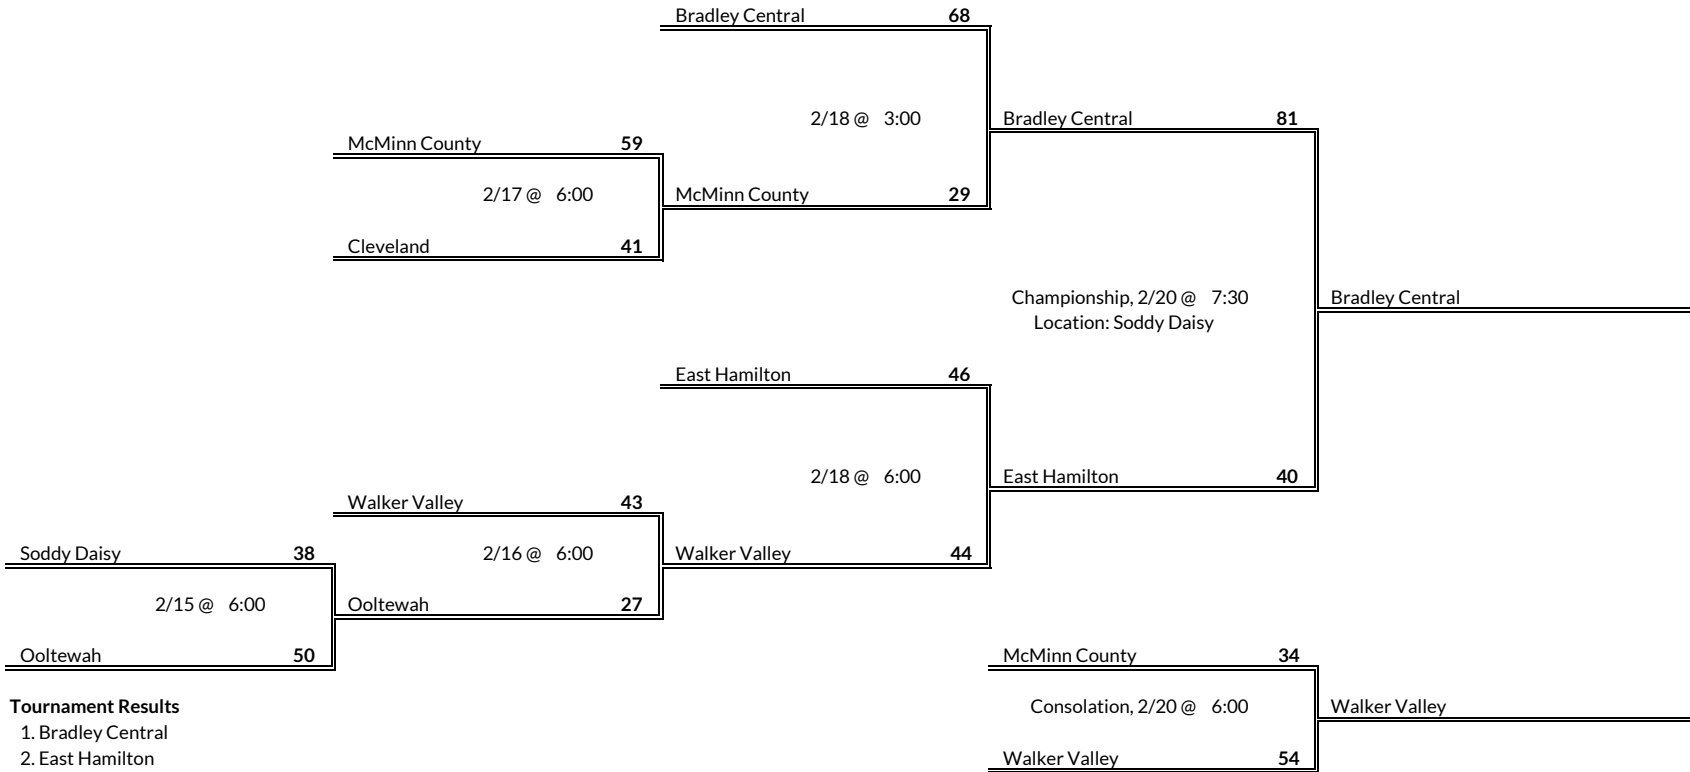 Bradley Central 68
2/18 @ 3:00
Bradley Central 81
McMinn County 59
2/17 @ 6:00
McMinn County 29
Cleveland 41
Championship, 2/20 @ 7:30
Location: Soddy Daisy
Bradley Central
East Hamilton 46
2/18 @ 6:00
East Hamilton 40
Walker Valley 43
Soddy Daisy 38
2/16 @ 6:00
Walker Valley 44
2/15 @ 6:00
Ooltewah 27
Ooltewah 50
McMinn County 34
Consolation, 2/20 @ 6:00
Walker Valley
Walker Valley 54
Tournament Results
1. Bradley Central
2. East Hamilton